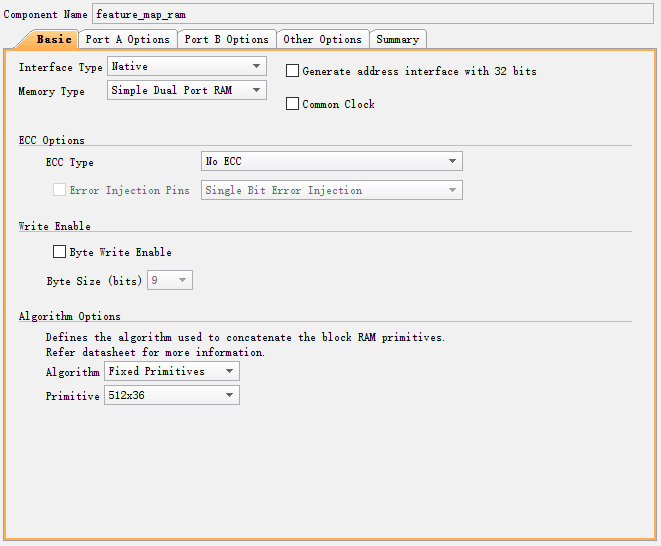 Component Name feature_map_ram
Basic Port A Options Port B Options Other Options Summary
Interface Type Native
Generate address interface with 32 bits
Memory Type Simple Dual Port RAM
Common Clock
ECC Options
ECC Type No ECC
Error Injection Pins Single Bit Error Injection
Write Enable
Byte Write Enable
Byte Size (bits) 9
Algorithm Options
Defines the algorithm used to concatenate the block RAM primitives.
Refer datasheet for more information.
Algorithm Fixed Primitives
Primitive 512x36